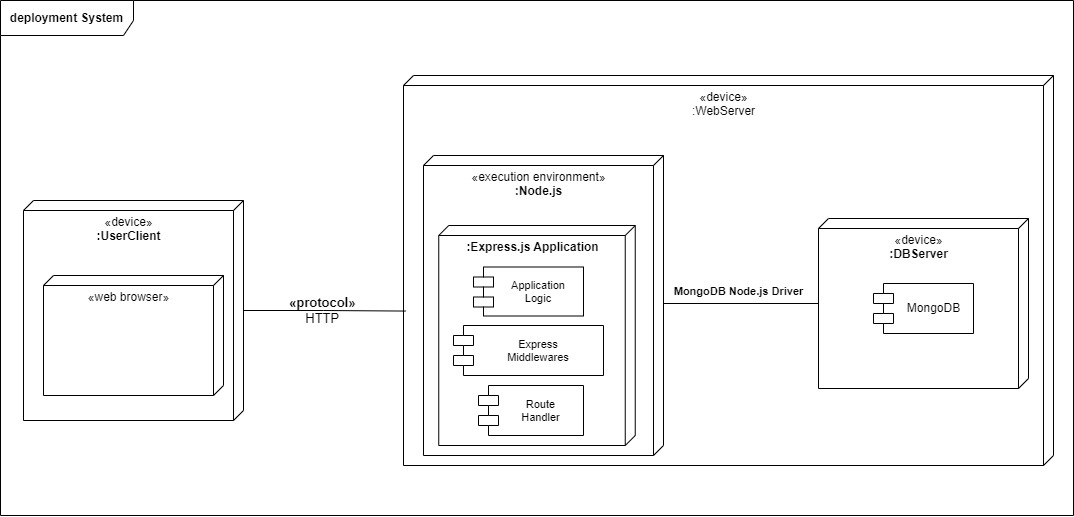 deployment System
«device»
:WebServer
«execution environment»
:Node.js
«device»
:UserClient
«device»
:DBServer
:Express.js Application
Application
Logic
«web browser»
«protocol»
HTTP
MongoDB Node.js Driver
MongoDB
Express
Middlewares
Route
Handler